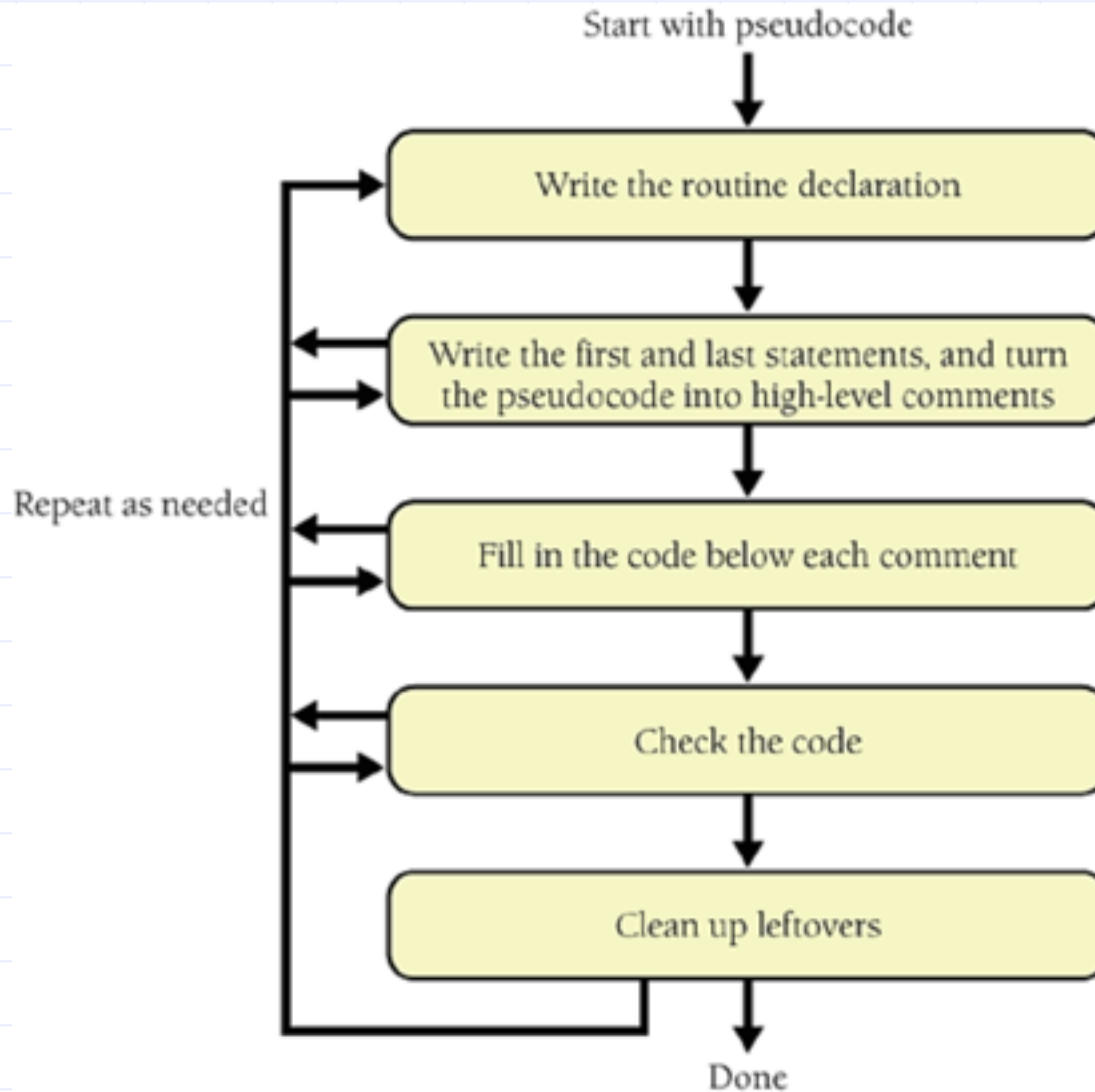 Start with pseudocode
Write the routine declaration
Write the first and last statements, and turn
the pseudocode into high-level comments
Repeat as needed
Fill in the code below each comment
Check the code
Clean up leftovers
Done